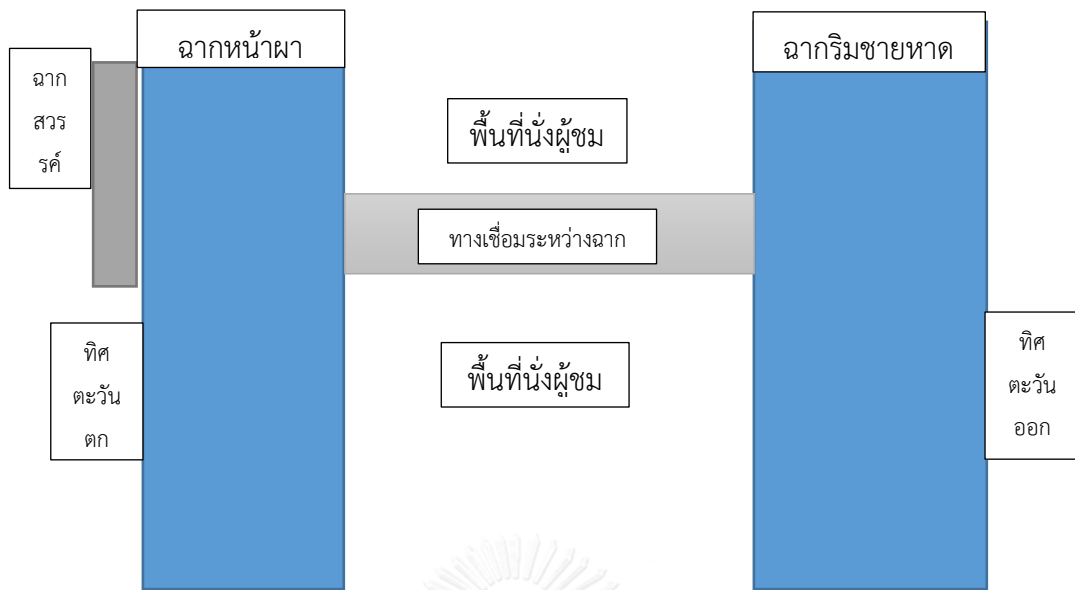 ฉากหน้าผา
ฉากริมชายหาด
ฉาก
สวร
รค์
พื้นที่นั่งผู้ชม
ทางเชื่อมระหว่างฉาก
ทิศ
ตะวัน
ตก
พื้นที่นั่งผู้ชม
ทิศ
ตะวัน
ออก